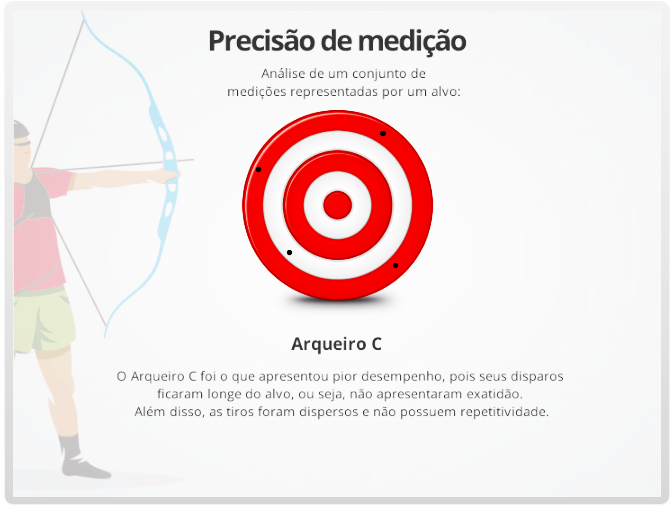 Precisão de medição
Análise de um conjunto de
medições representadas por um alvo:
Arqueiro C
O Arqueiro C foi o que apresentou pior desempenho, pois seus disparos
ficaram longe do alvo, ou seja, não apresentaram exatidão.
Além disso, as tiros foram dispersos e não possuem repetitividade.